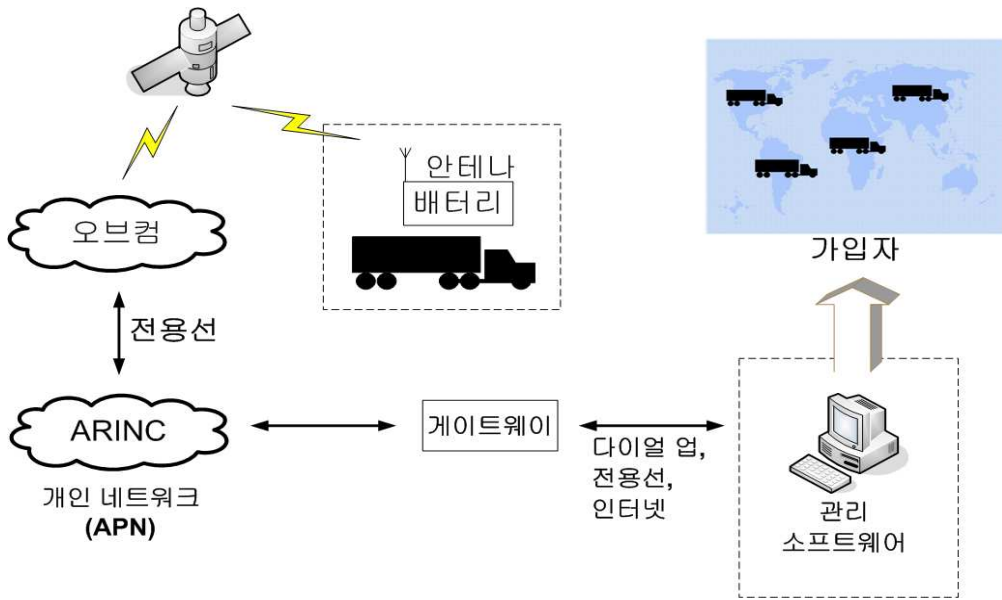 안테나
배터리
가입자
오브컴
전용선
ARINC
게이트웨이
다이얼 업,
전용선,
인터넷
개인 네트워크
(APN)
관리
소프트웨어